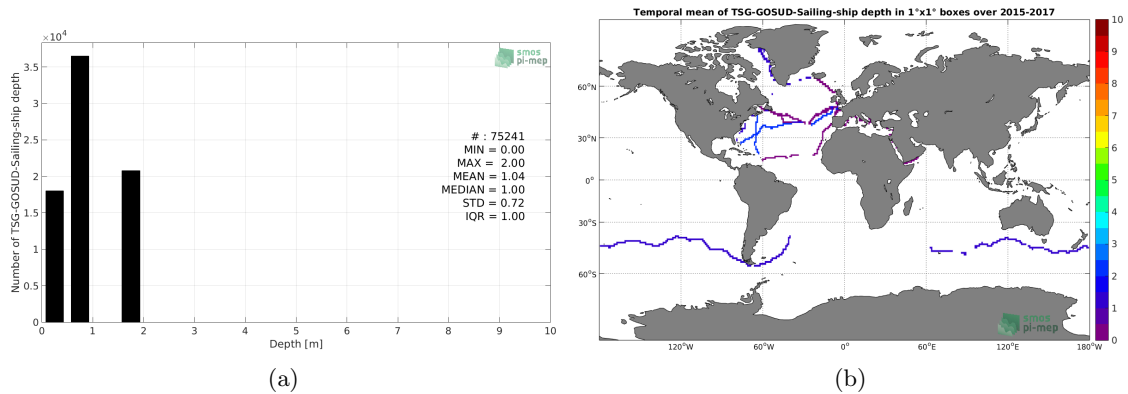 ×10⁴
3.5
3
2.5
2
1.5
1
0.5
0
0 1 2 3 4 5 6 7 8 9 10
Number of TSG-GOSUD-Sailing-ship depth
Depth [m]
smos
pi-mep
# : 75241
MIN = 0.00
MAX = 2.00
MEAN = 1.04
MEDIAN = 1.00
STD = 0.72
IQR = 1.00
(a)
Temporal mean of TSG-GOSUD-Sailing-ship depth in 1°x1° boxes over 2015-2017
60°N
30°N
0°
30°S
60°S
120°W 60°W 0° 60°E 120°E 180°W
smos
pi-mep
10
9
8
7
6
5
4
3
2
1
0
(b)